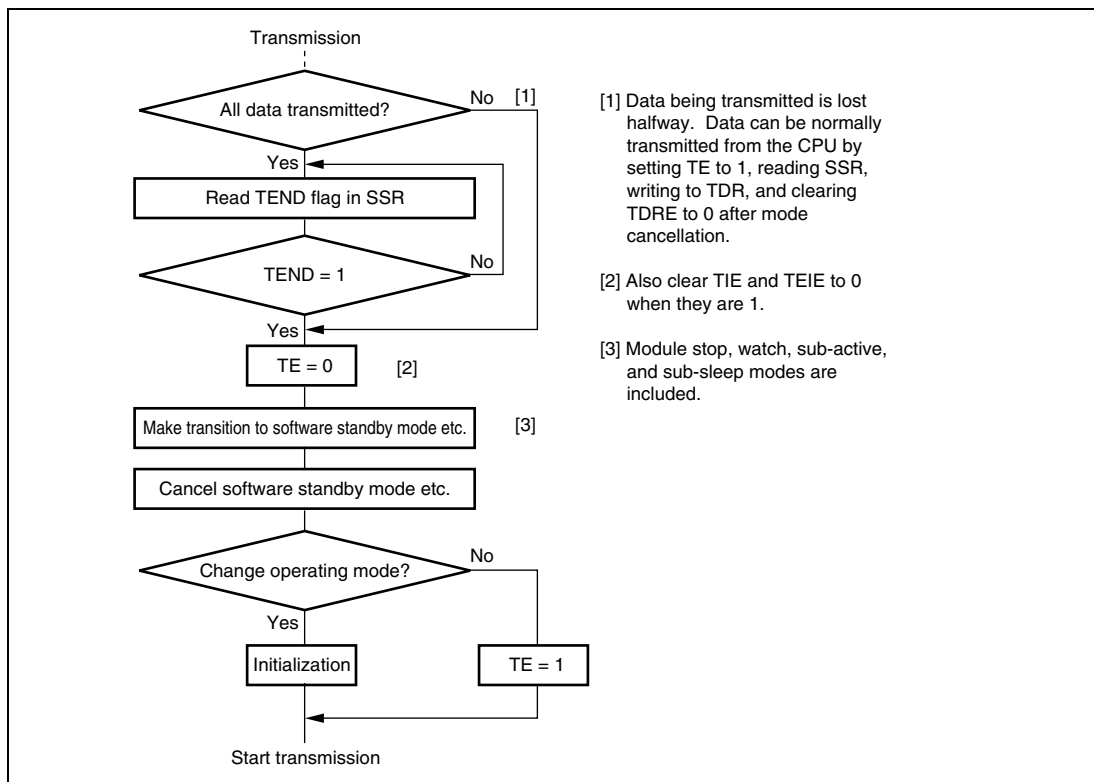 Transmission
All data transmitted?
No
[1]
Yes
Read TEND flag in SSR
TEND = 1
No
Yes
TE = 0
[2]
Make transition to software standby mode etc.
[3]
Cancel software standby mode etc.
Change operating mode?
No
Yes
Initialization
TE = 1
Start transmission
[1] Data being transmitted is lost
halfway. Data can be normally
transmitted from the CPU by
setting TE to 1, reading SSR,
writing to TDR, and clearing
TDRE to 0 after mode
cancellation.
[2] Also clear TIE and TEIE to 0
when they are 1.
[3] Module stop, watch, sub-active,
and sub-sleep modes are
included.